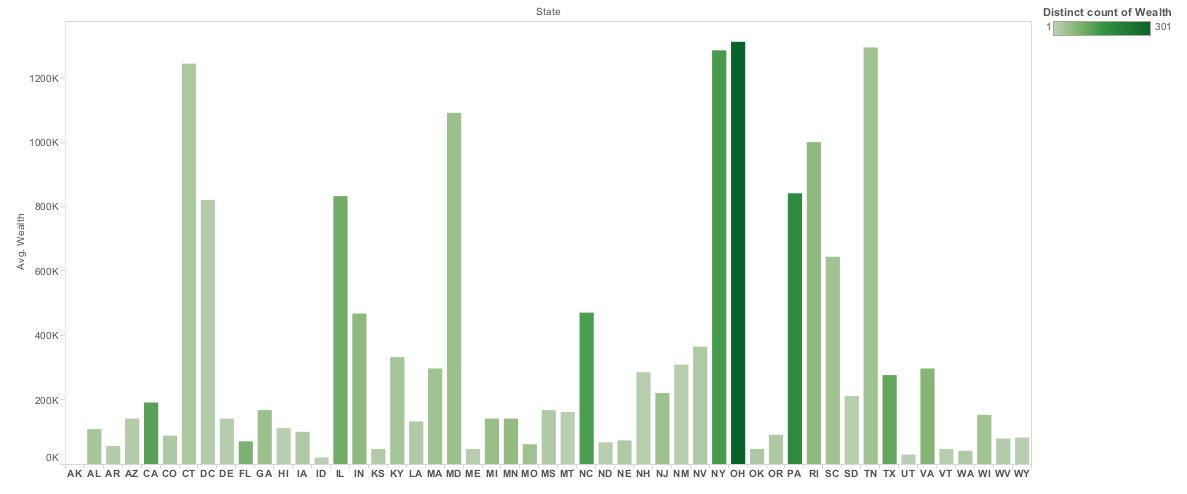 State
Distinct count of Wealth
1 301
Avg. Wealth
1200K
1000K
800K
600K
400K
200K
0K
AK AL AR AZ CA CO CT DC DE FL GA HI IA ID IL IN KS KY LA MA MD ME MI MN MO MS MT NC ND NE NH NJ NM NV NY OH OK OR PA RI SC SD TN TX UT VA VT WA WI WV WY